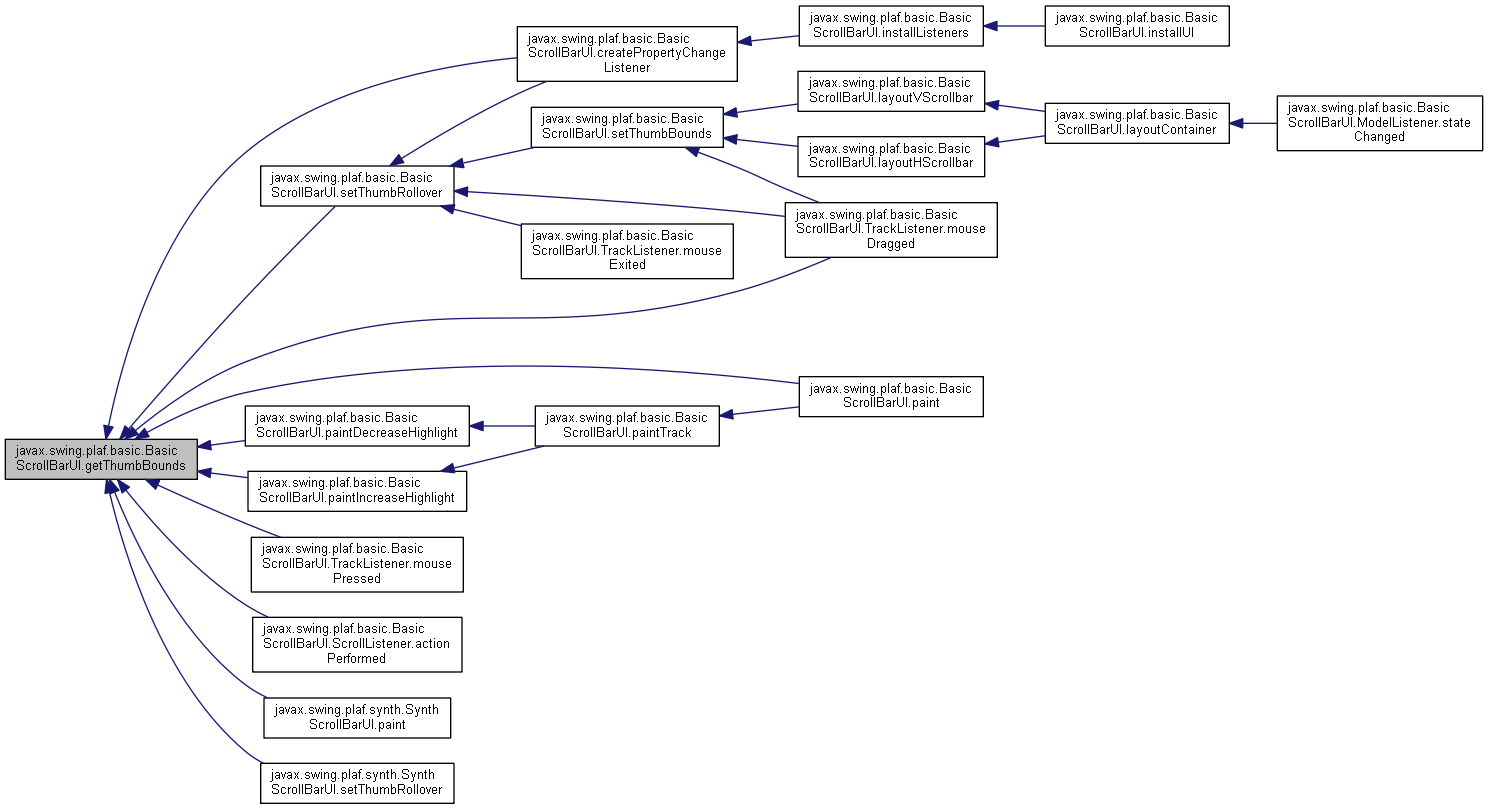 javax.swing.plaf.basic.Basic
ScrollBarUI.getThumbBounds
javax.swing.plaf.basic.Basic
ScrollBarUI.createPropertyChange
Listener
javax.swing.plaf.basic.Basic
ScrollBarUI.installListeners
javax.swing.plaf.basic.Basic
ScrollBarUI.installUI
javax.swing.plaf.basic.Basic
ScrollBarUI.setThumbRollover
javax.swing.plaf.basic.Basic
ScrollBarUI.setThumbBounds
javax.swing.plaf.basic.Basic
ScrollBarUI.layoutVScrollbar
javax.swing.plaf.basic.Basic
ScrollBarUI.layoutHScrollbar
javax.swing.plaf.basic.Basic
ScrollBarUI.layoutContainer
javax.swing.plaf.basic.Basic
ScrollBarUI.ModelListener.state
Changed
javax.swing.plaf.basic.Basic
ScrollBarUI.TrackListener.mouse
Dragged
javax.swing.plaf.basic.Basic
ScrollBarUI.TrackListener.mouse
Exited
javax.swing.plaf.basic.Basic
ScrollBarUI.paint
javax.swing.plaf.basic.Basic
ScrollBarUI.paintDecreaseHighlight
javax.swing.plaf.basic.Basic
ScrollBarUI.paintTrack
javax.swing.plaf.basic.Basic
ScrollBarUI.paintIncreaseHighlight
javax.swing.plaf.basic.Basic
ScrollBarUI.TrackListener.mouse
Pressed
javax.swing.plaf.basic.Basic
ScrollBarUI.ScrollListener.action
Performed
javax.swing.plaf.synth.Synth
ScrollBarUI.paint
javax.swing.plaf.synth.Synth
ScrollBarUI.setThumbRollover